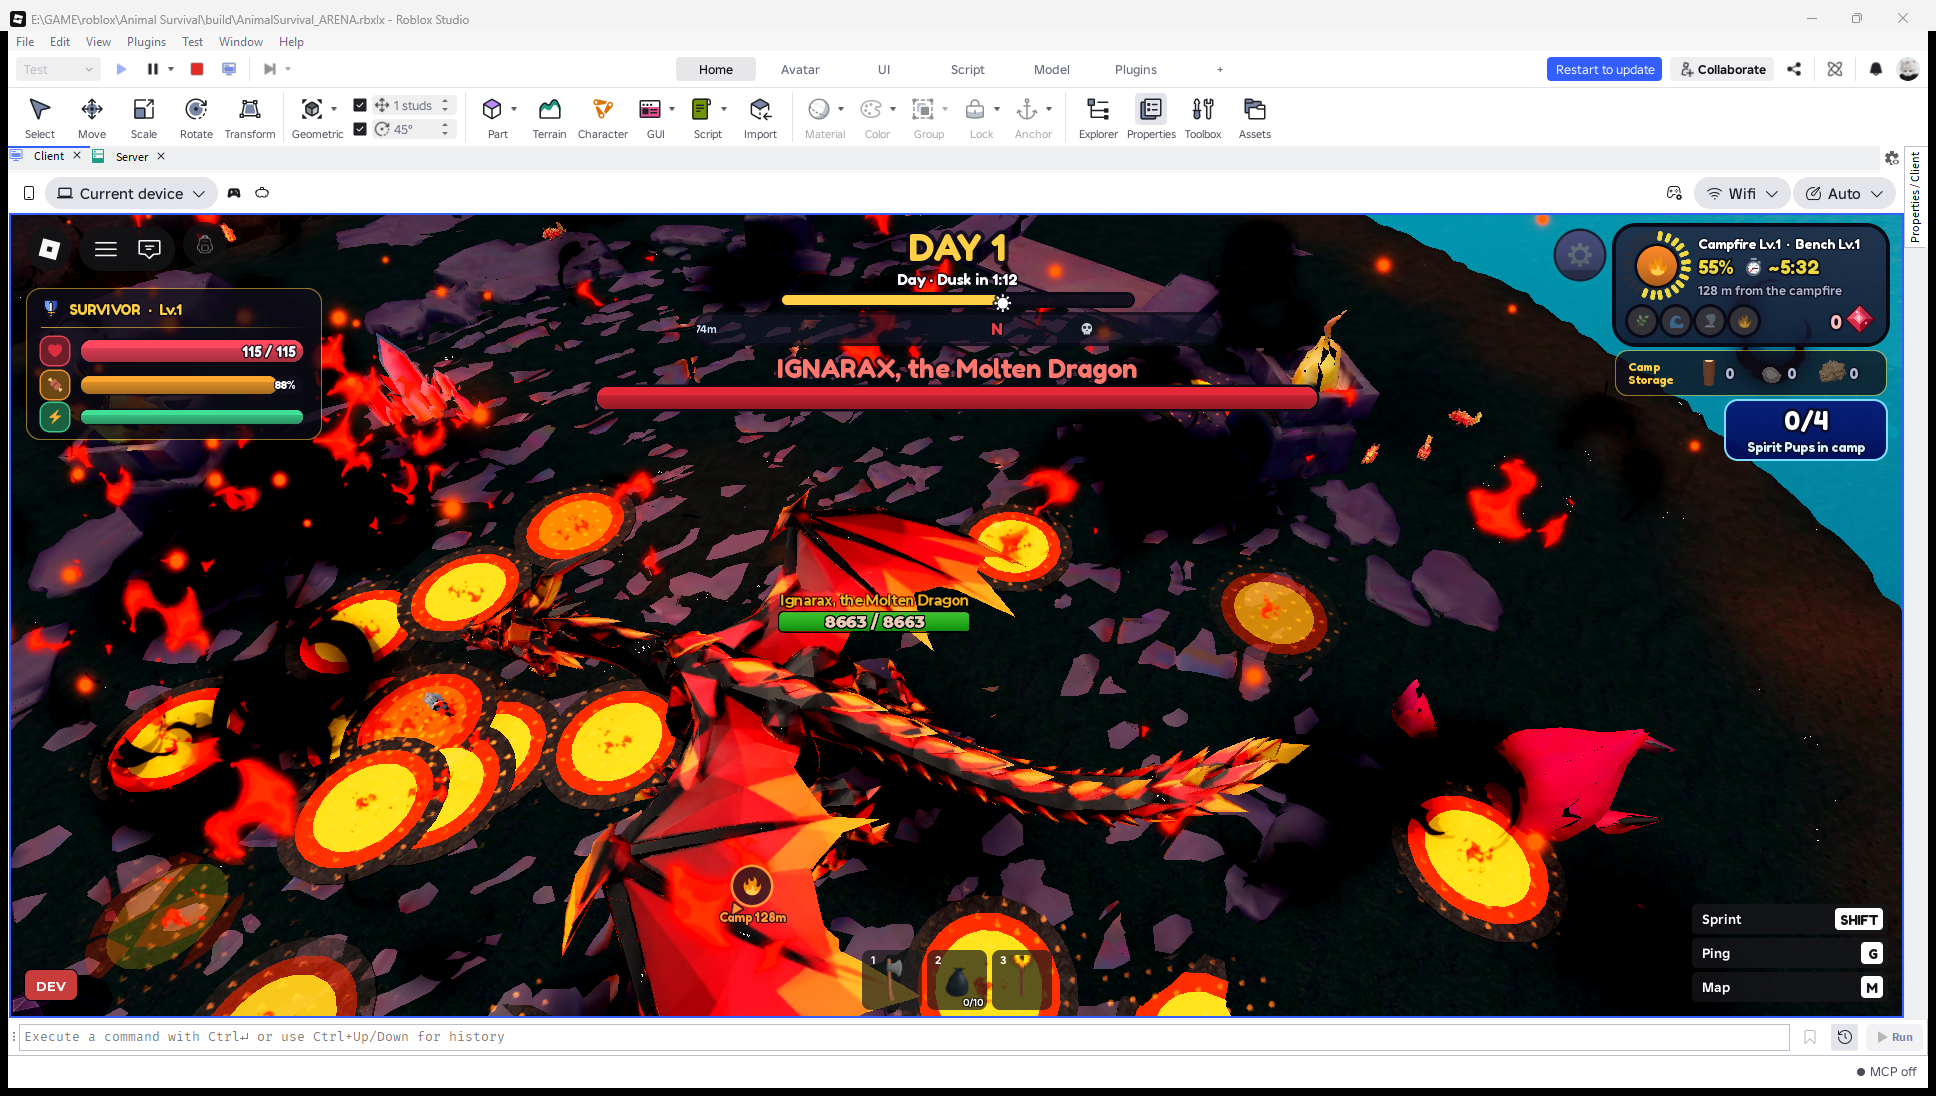 E:\GAME\roblox\Animal Survival\build\AnimalSurvival_ARENA.rbxlx - Roblox Studio
File Edit View Plugins Test Window Help
Test
Home Avatar UI Script Model Plugins +
Restart to update
Collaborate
Select Move Scale Rotate Transform
Geometric
1 studs
45°
Part Terrain Character GUI Script Import
Material Color Group Lock Anchor
Explorer Properties Toolbox Assets
Client
Server
Properties / Client
Current device
Wifi
Auto
DAY 1
Day · Dusk in 1:12
74m
N
IGNARAX, the Molten Dragon
SURVIVOR · Lv.1
115 / 115
88%
Campfire Lv.1 · Bench Lv.1
55%
~5:32
128 m from the campfire
0
Camp Storage
0
0
0
0/4
Spirit Pups in camp
Ignarax, the Molten Dragon
8663 / 8663
Camp 128m
1
2
0/10
3
Sprint SHIFT
Ping G
Map M
DEV
Execute a command with Ctrl↵ or use Ctrl+Up/Down for history
Run
MCP off